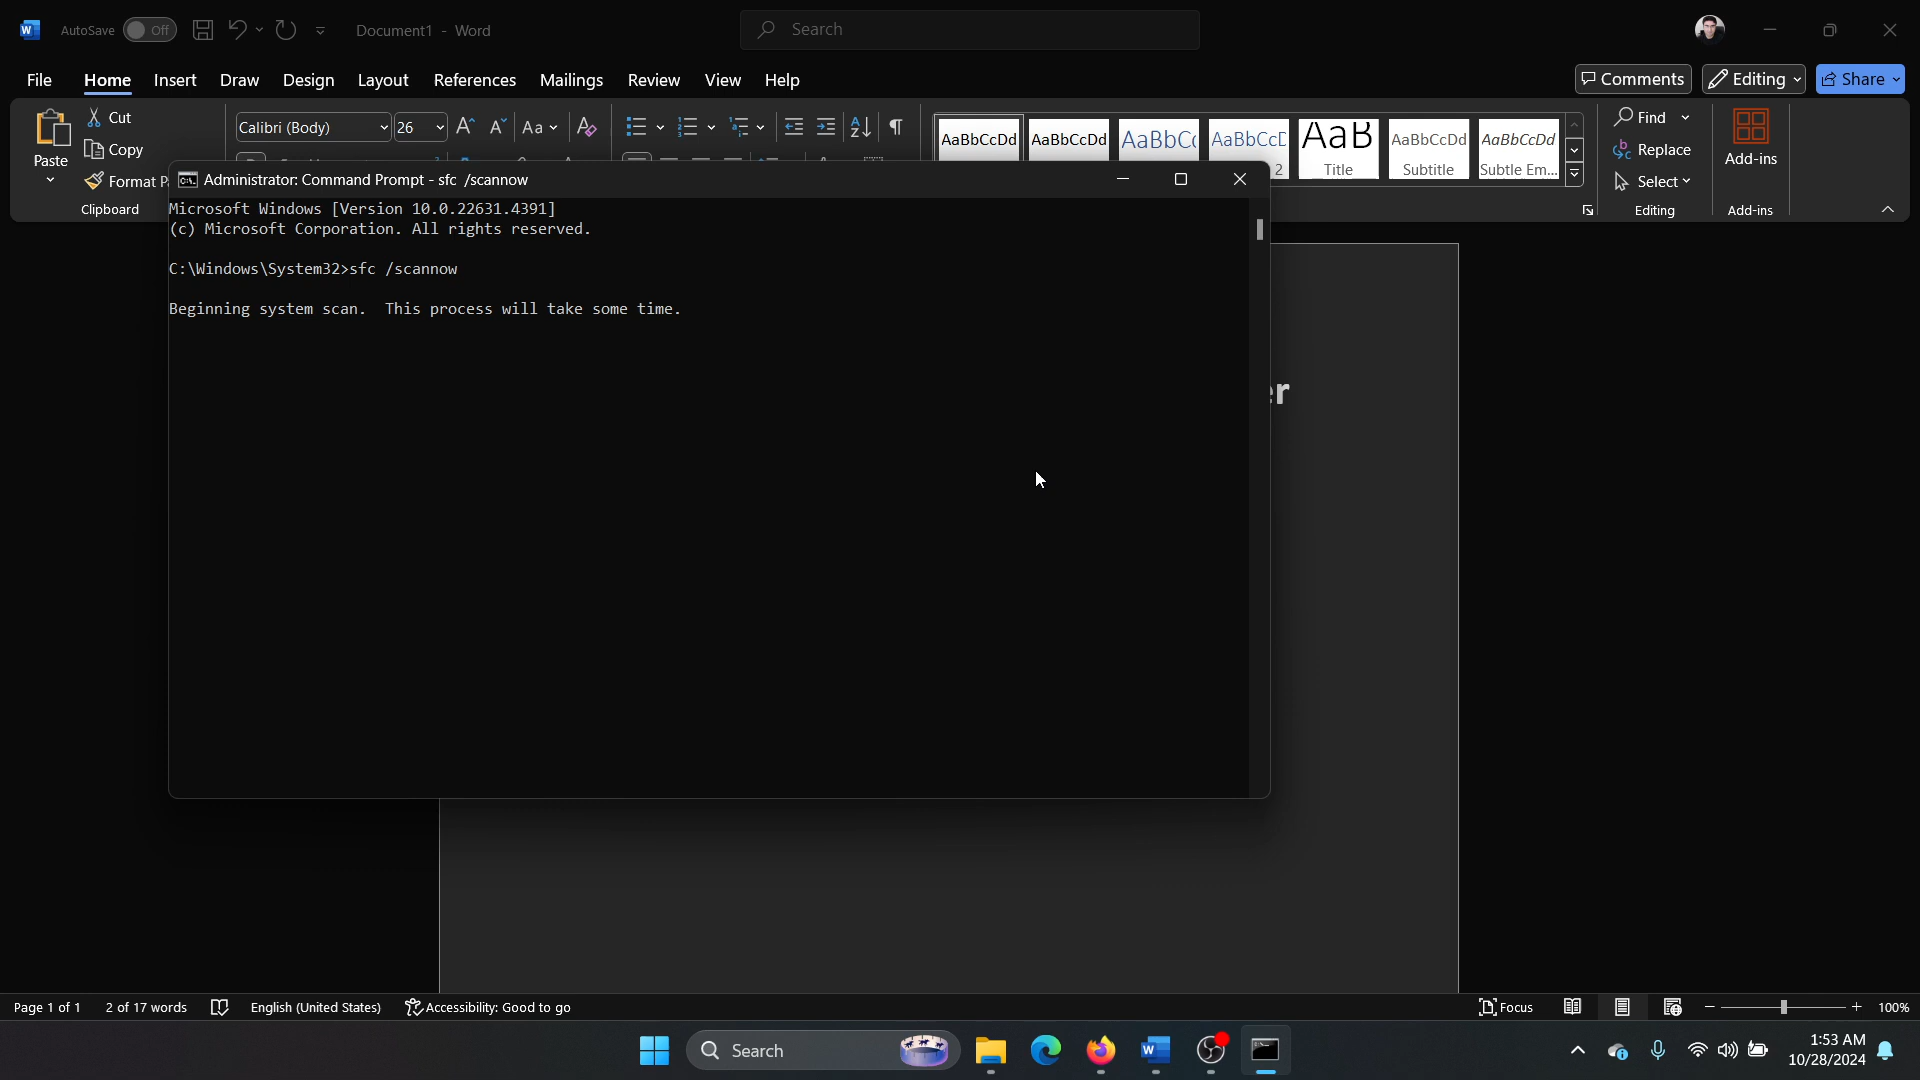 AutoSave Off Document1 - Word Search
File Home Insert Draw Design Layout References Mailings Review View Help Comments Editing Share
Paste Cut Copy Format P Clipboard
Calibri (Body) 26 Aa
AaBbCcDd AaBbCcDd AaBbC AaBbCcD AaB AaBbCcDd AaBbCcDd
2 Title Subtitle Subtle Em...
Find Replace Select Editing
Add-ins Add-ins
Administrator: Command Prompt - sfc /scannow
Microsoft Windows [Version 10.0.22631.4391]
(c) Microsoft Corporation. All rights reserved.
C:\Windows\System32>sfc /scannow
Beginning system scan. This process will take some time.
er
Page 1 of 1 2 of 17 words English (United States) Accessibility: Good to go Focus 100%
Search 1:53 AM
10/28/2024